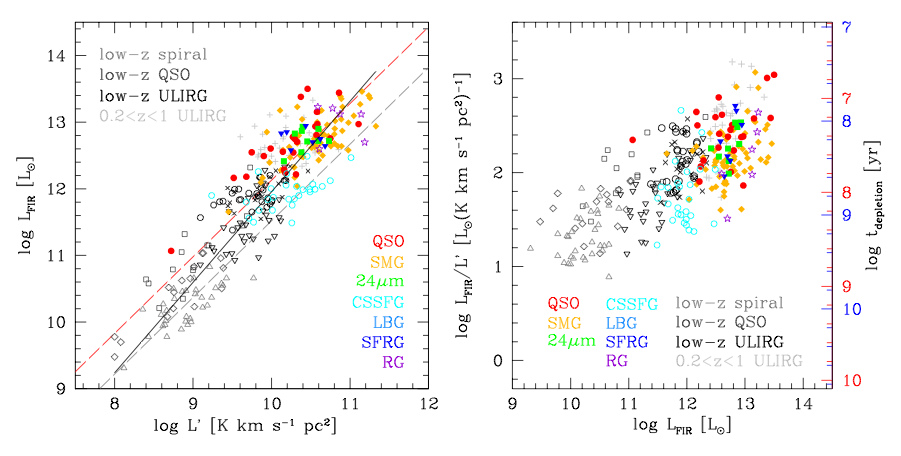 low-z spiral
low-z QSO
low-z ULIRG
0.2<z<1 ULIRG
QSO
SMG
24μm
CSSFG
LBG
SFRG
RG
14
13
12
11
10
9
8 9 10 11 12
log L_FIR [L⊙]
log L' [K km s⁻¹ pc²]
3
2
1
0
9 10 11 12 13 14
log L_FIR/L' [L⊙(K km s⁻¹ pc²)⁻¹]
log L_FIR [L⊙]
QSO CSSFG low-z spiral
SMG LBG low-z QSO
24μm SFRG low-z ULIRG
RG 0.2<z<1 ULIRG
7
7
8
8
9
9
10
10
log t_depletion [yr]